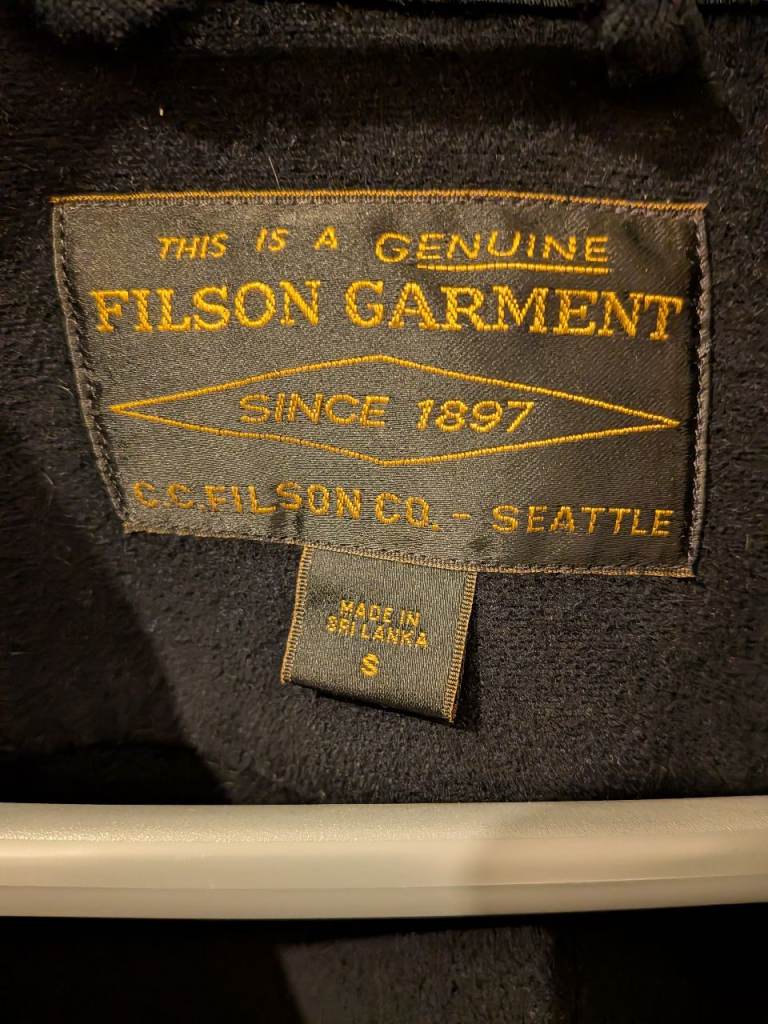 THIS IS A GENUINE
FILSON GARMENT
SINCE 1897
C.C.FILSON CO. - SEATTLE
MADE IN
SRI LANKA
S